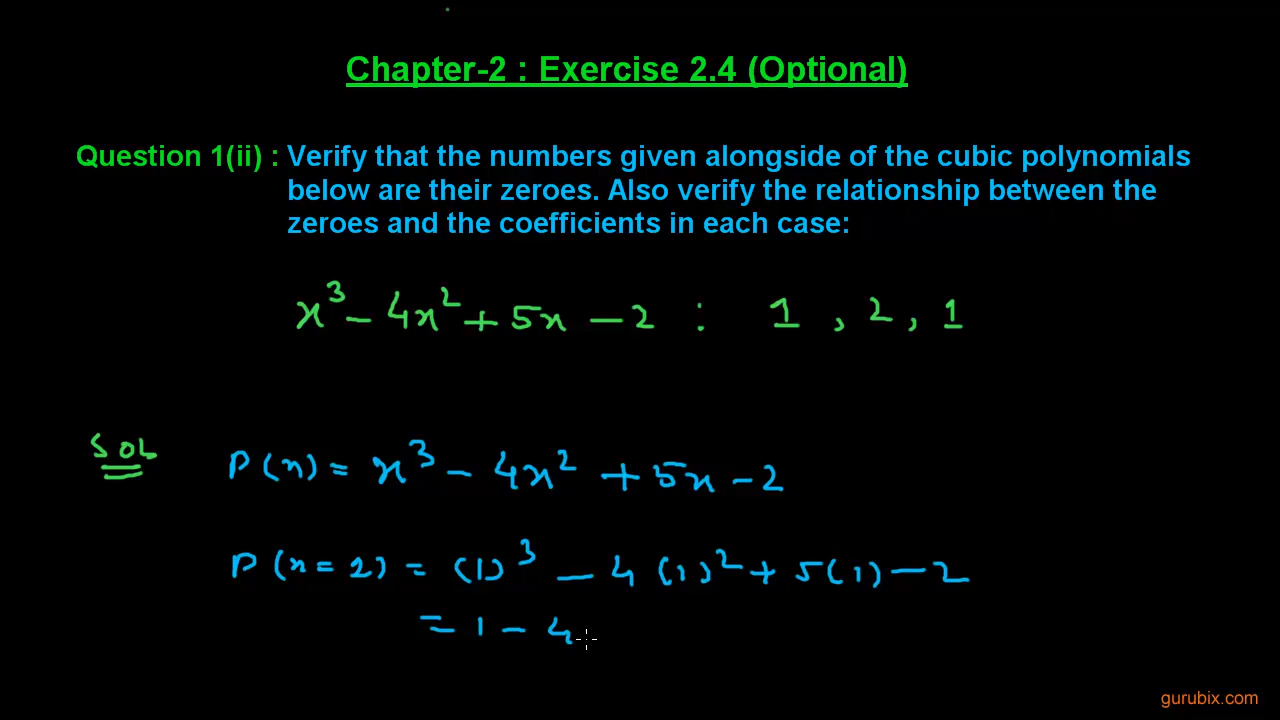 Chapter-2 : Exercise 2.4 (Optional)
Question 1(ii) : Verify that the numbers given alongside of the cubic polynomials
below are their zeroes. Also verify the relationship between the
zeroes and the coefficients in each case:
x³ - 4x² + 5x - 2 : 1 , 2 , 1
SOL P(x) = x³ - 4x² + 5x - 2
P(x = 2) = (1)³ - 4(1)² + 5(1) - 2
= 1 - 4
gurubix.com